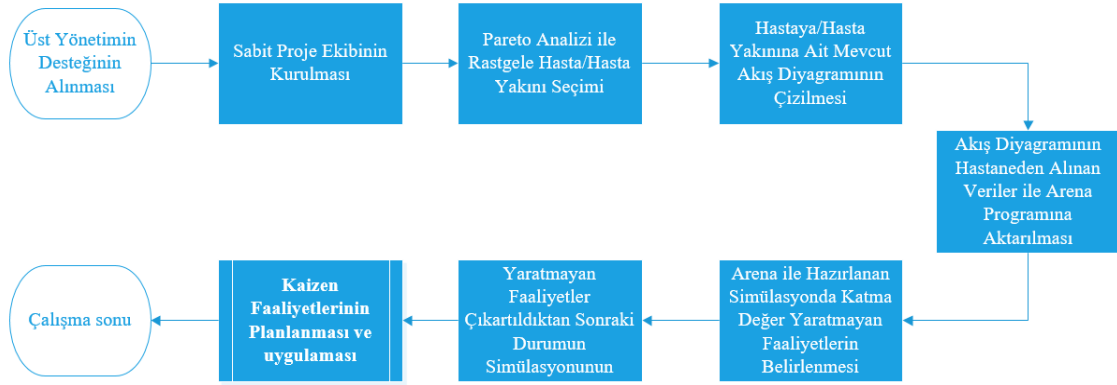 Üst Yönetimin
Desteğinin
Alınması
Sabit Proje Ekibinin
Kurulması
Pareto Analizi ile
Rastgele Hasta/Hasta
Yakını Seçimi
Hastaya/Hasta
Yakınına Ait Mevcut
Akış Diyagramının
Çizilmesi
Akış Diyagramının
Hastaneden Alınan
Veriler ile Arena
Programına
Aktarılması
Arena ile Hazırlanan
Simülasyonda Katma
Değer Yaratmayan
Faaliyetlerin
Belirlenmesi
Yaratmayan
Faaliyetler
Çıkartıldıktan Sonraki
Durumun
Simülasyonunun
Kaizen
Faaliyetlerinin
Planlanması ve
uygulaması
Çalışma sonu